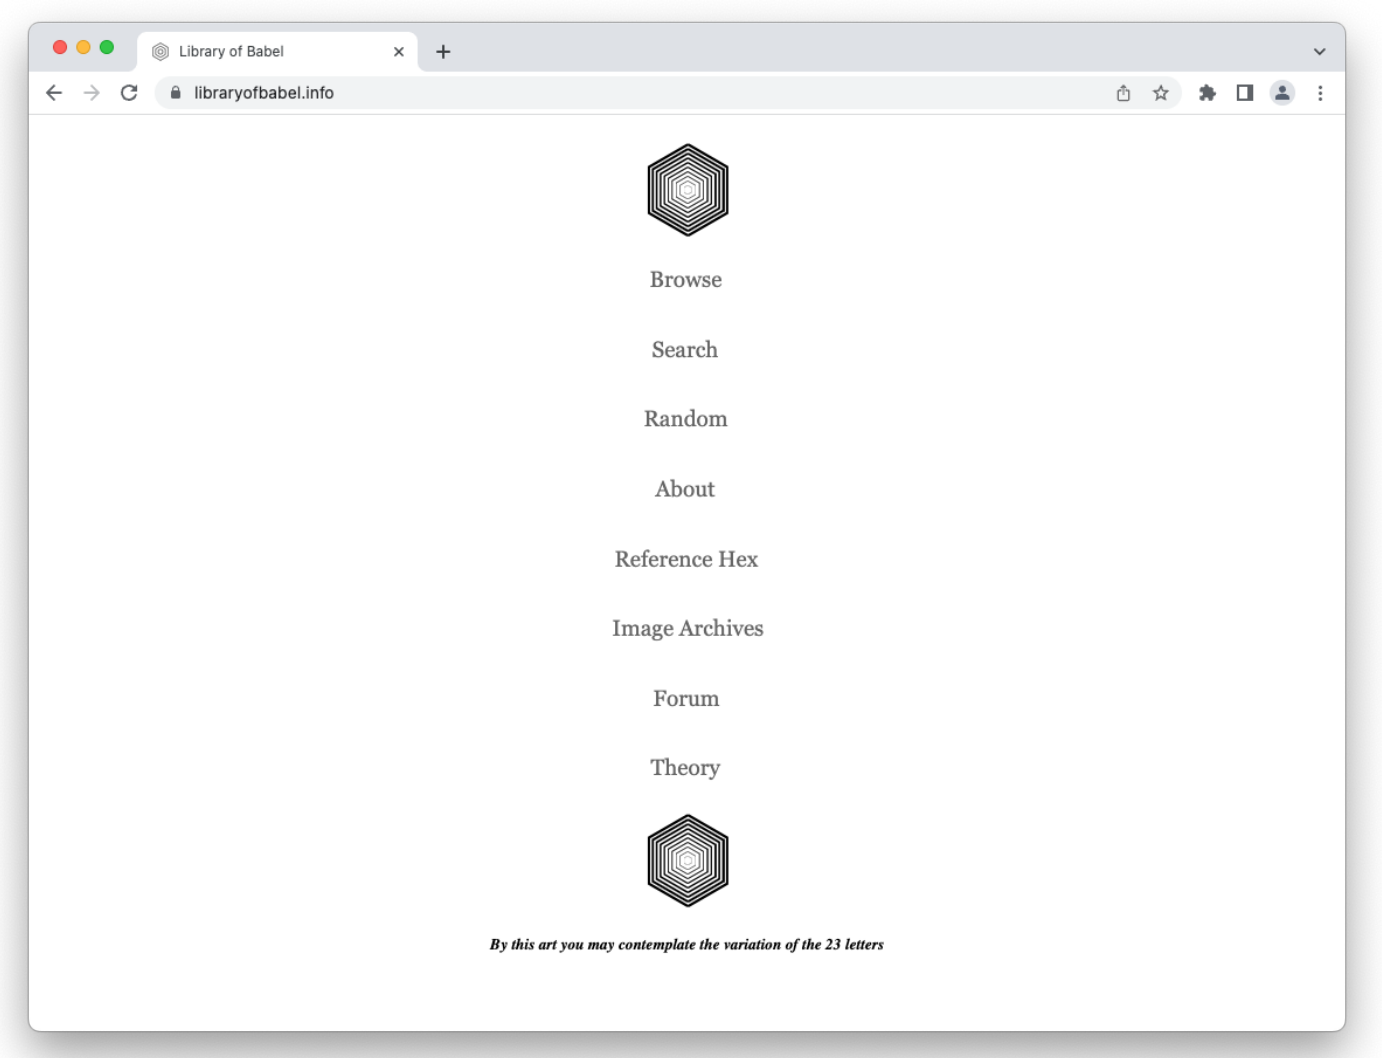 Library of Babel
libraryofbabel.info
Browse
Search
Random
About
Reference Hex
Image Archives
Forum
Theory
By this art you may contemplate the variation of the 23 letters